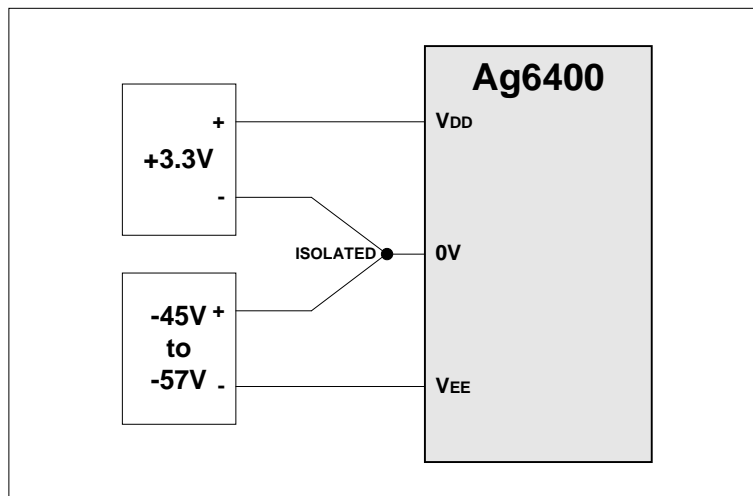 Ag6400
+
VDD
+3.3V
-
ISOLATED
0V
-45V
+
to
-57V
-
VEE